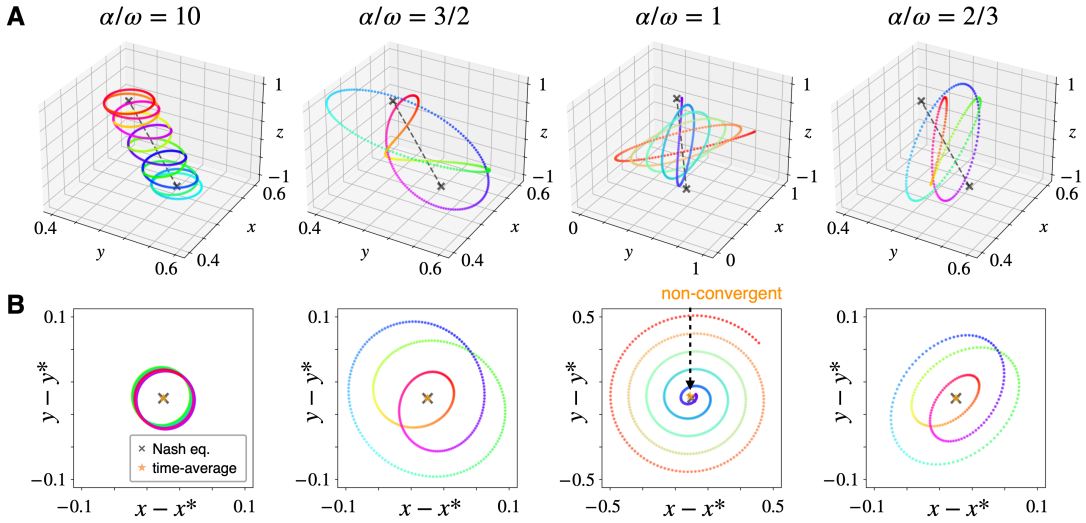 A
α/ω = 10
α/ω = 3/2
α/ω = 1
α/ω = 2/3
1
z
−1
0.6
x
0.4
y
0.4
0.6
1
z
−1
0.6
x
0.4
y
0.4
0.6
1
z
−1
1
x
0
y
0
1
1
z
−1
0.6
x
0.4
y
0.4
0.6
B
non-convergent
0.1
y − y*
−0.1
−0.1
x − x*
0.1
× Nash eq.
★ time-average
0.1
y − y*
−0.1
−0.1
x − x*
0.1
0.5
y − y*
−0.5
−0.5
x − x*
0.5
0.1
y − y*
−0.1
−0.1
x − x*
0.1